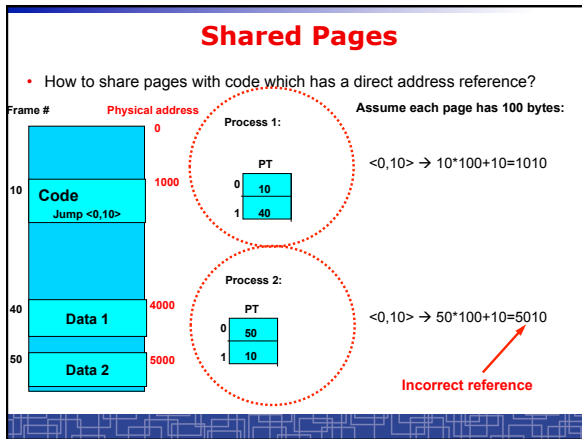 Shared Pages
• How to share pages with code which has a direct address reference?
Frame #
Physical address
Assume each page has 100 bytes:
0
Process 1:
PT
<0,10> → 10*100+10=1010
10
1000
Code
Jump <0,10>
0 10
1 40
Process 2:
40
4000
Data 1
PT
<0,10> → 50*100+10=5010
0 50
1 10
50
5000
Data 2
Incorrect reference